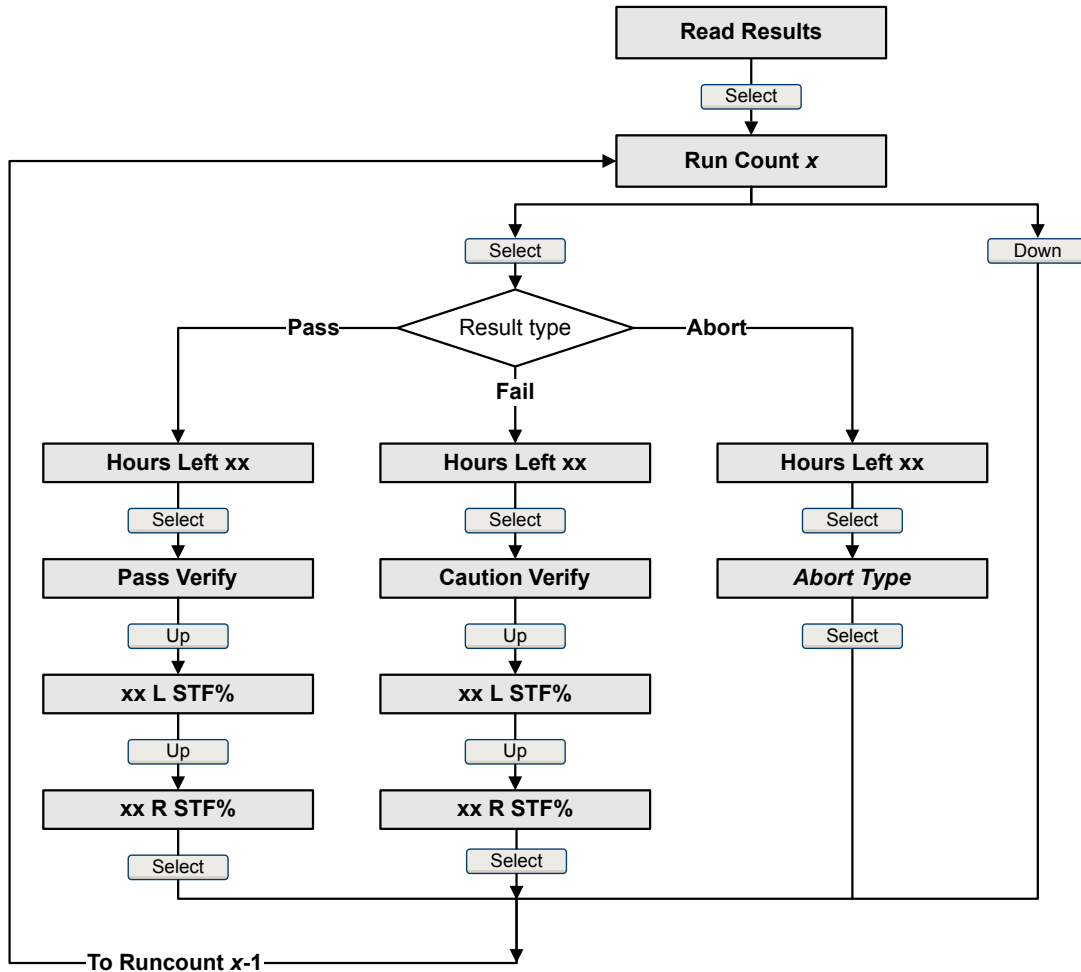 Read Results
Select
Run Count x
Select
Down
Result type
Pass
Abort
Fail
Hours Left xx
Hours Left xx
Hours Left xx
Select
Select
Select
Pass Verify
Caution Verify
Abort Type
Up
Up
Select
xx L STF%
xx L STF%
Up
Up
xx R STF%
xx R STF%
Select
Select
To Runcount x-1